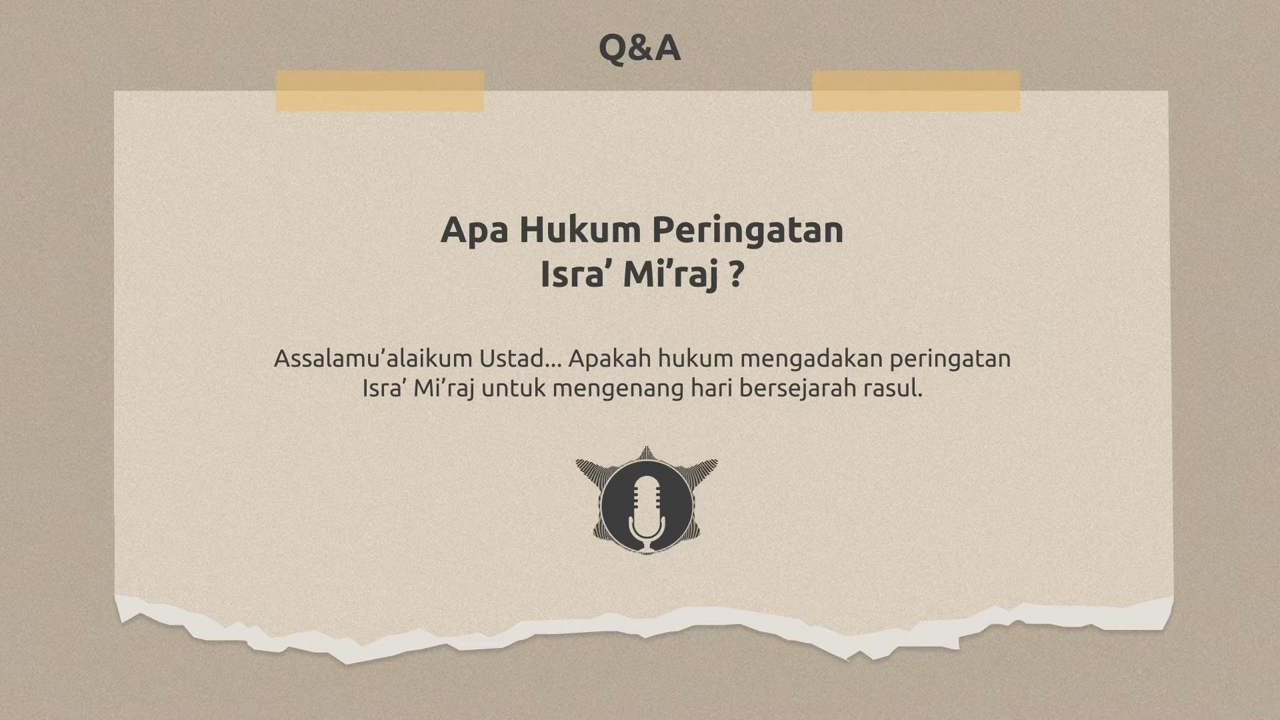 Q&A
Apa Hukum Peringatan
Isra’ Mi’raj ?
Assalamu’alaikum Ustad... Apakah hukum mengadakan peringatan
Isra’ Mi’raj untuk mengenang hari bersejarah rasul.